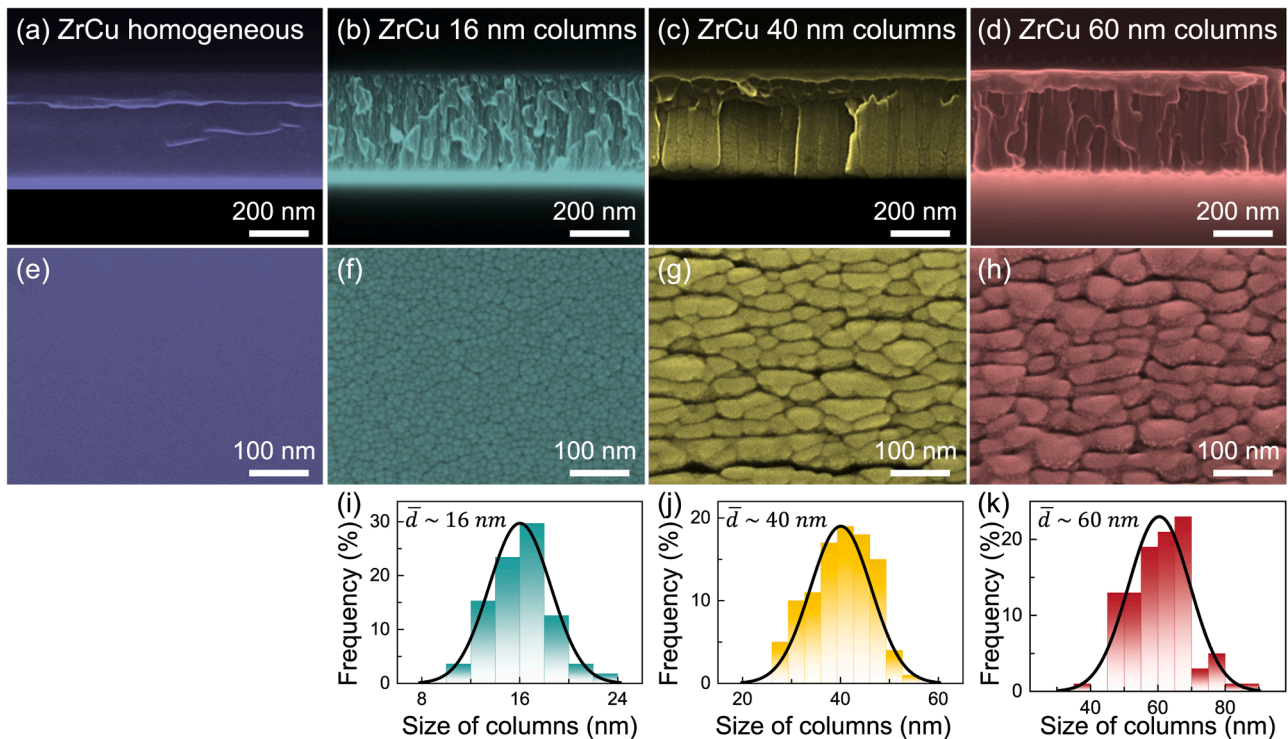 (a) ZrCu homogeneous
(b) ZrCu 16 nm columns
(c) ZrCu 40 nm columns
(d) ZrCu 60 nm columns
200 nm
200 nm
200 nm
200 nm
(e)
(f)
(g)
(h)
100 nm
100 nm
100 nm
100 nm
(i)
d̅ ~ 16 nm
Frequency (%)
30
20
10
0
8
16
24
Size of columns (nm)
(j)
d̅ ~ 40 nm
Frequency (%)
20
10
0
20
40
60
Size of columns (nm)
(k)
d̅ ~ 60 nm
Frequency (%)
20
10
0
40
60
80
Size of columns (nm)